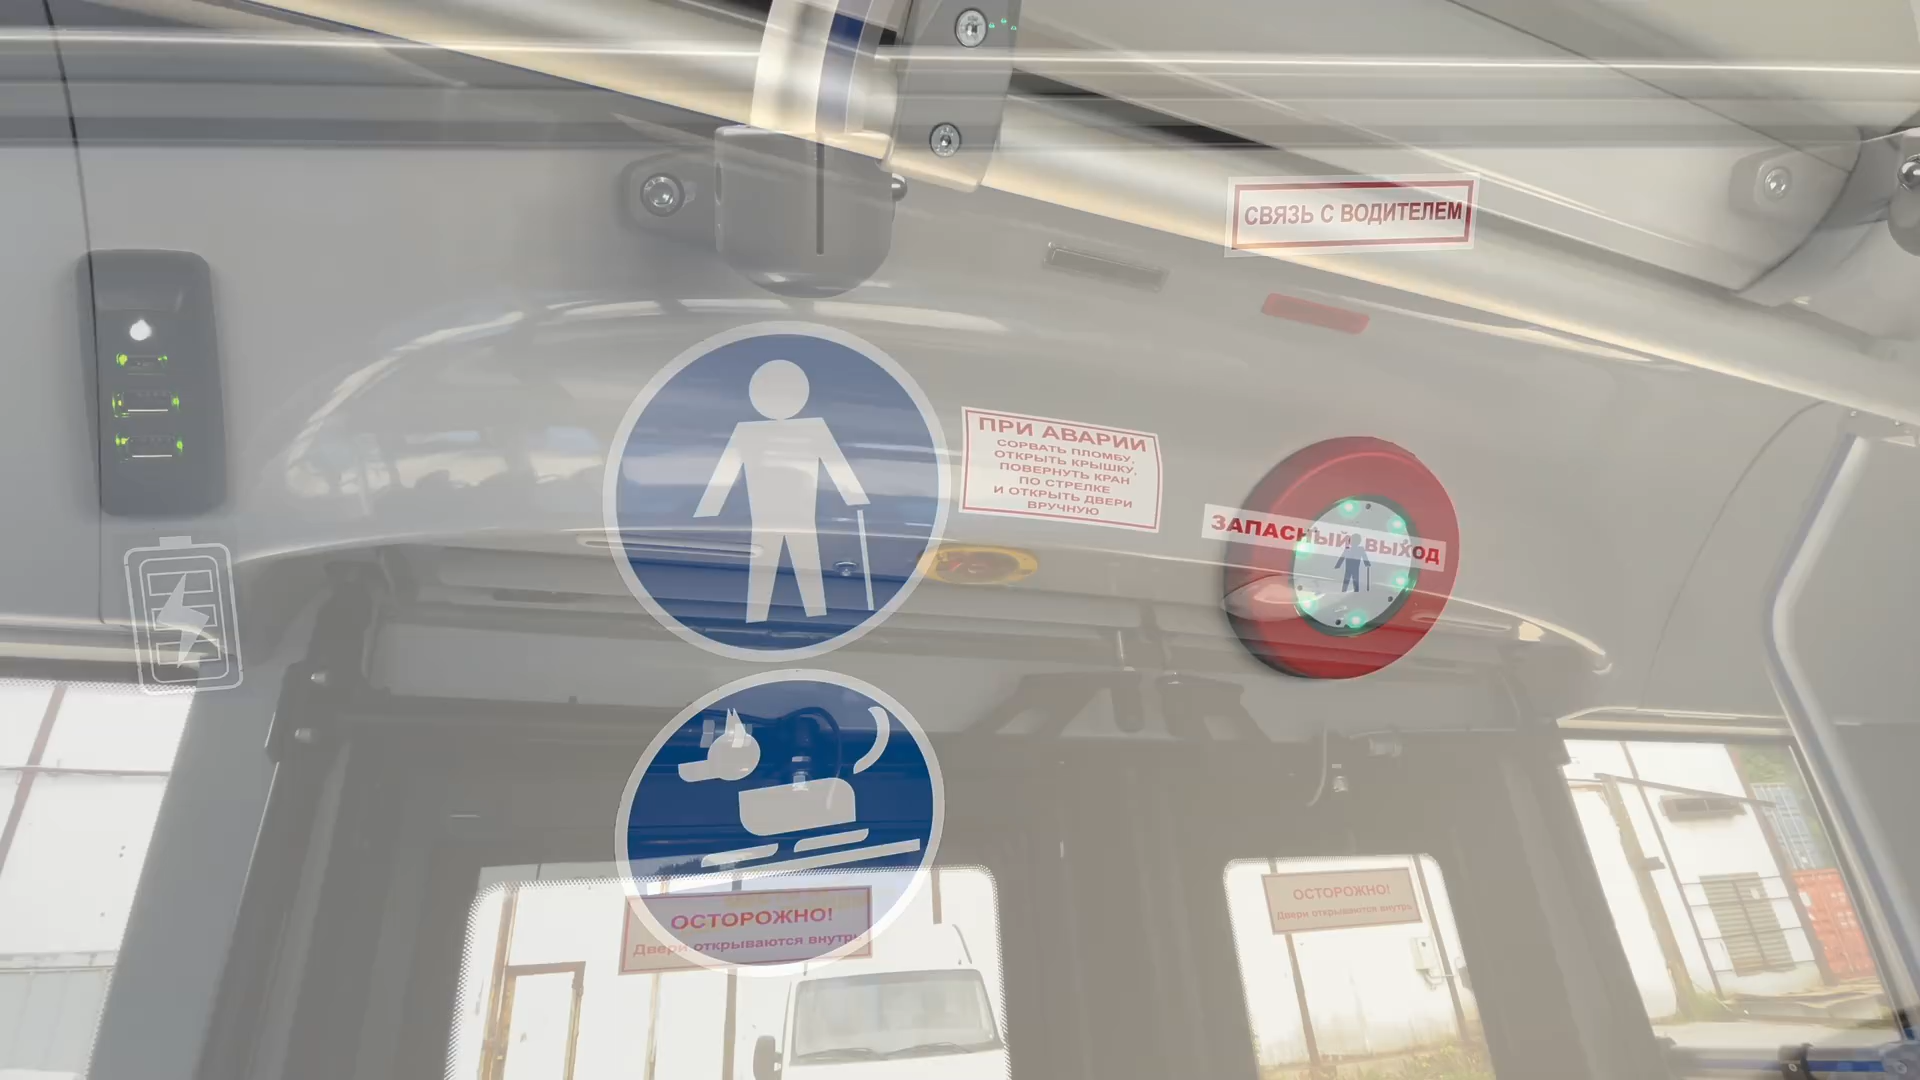 СВЯЗЬ С ВОДИТЕЛЕМ
ПРИ АВАРИИ
СОРВАТЬ ПЛОМБУ,
ОТКРЫТЬ КРЫШКУ,
ПОВЕРНУТЬ КРАН
ПО СТРЕЛКЕ
И ОТКРЫТЬ ДВЕРИ
ВРУЧНУЮ
ЗАПАСНЫЙ ВЫХОД
ОСТОРОЖНО!
Двери открываются внутрь
ОСТОРОЖНО!
Двери открываются внутрь